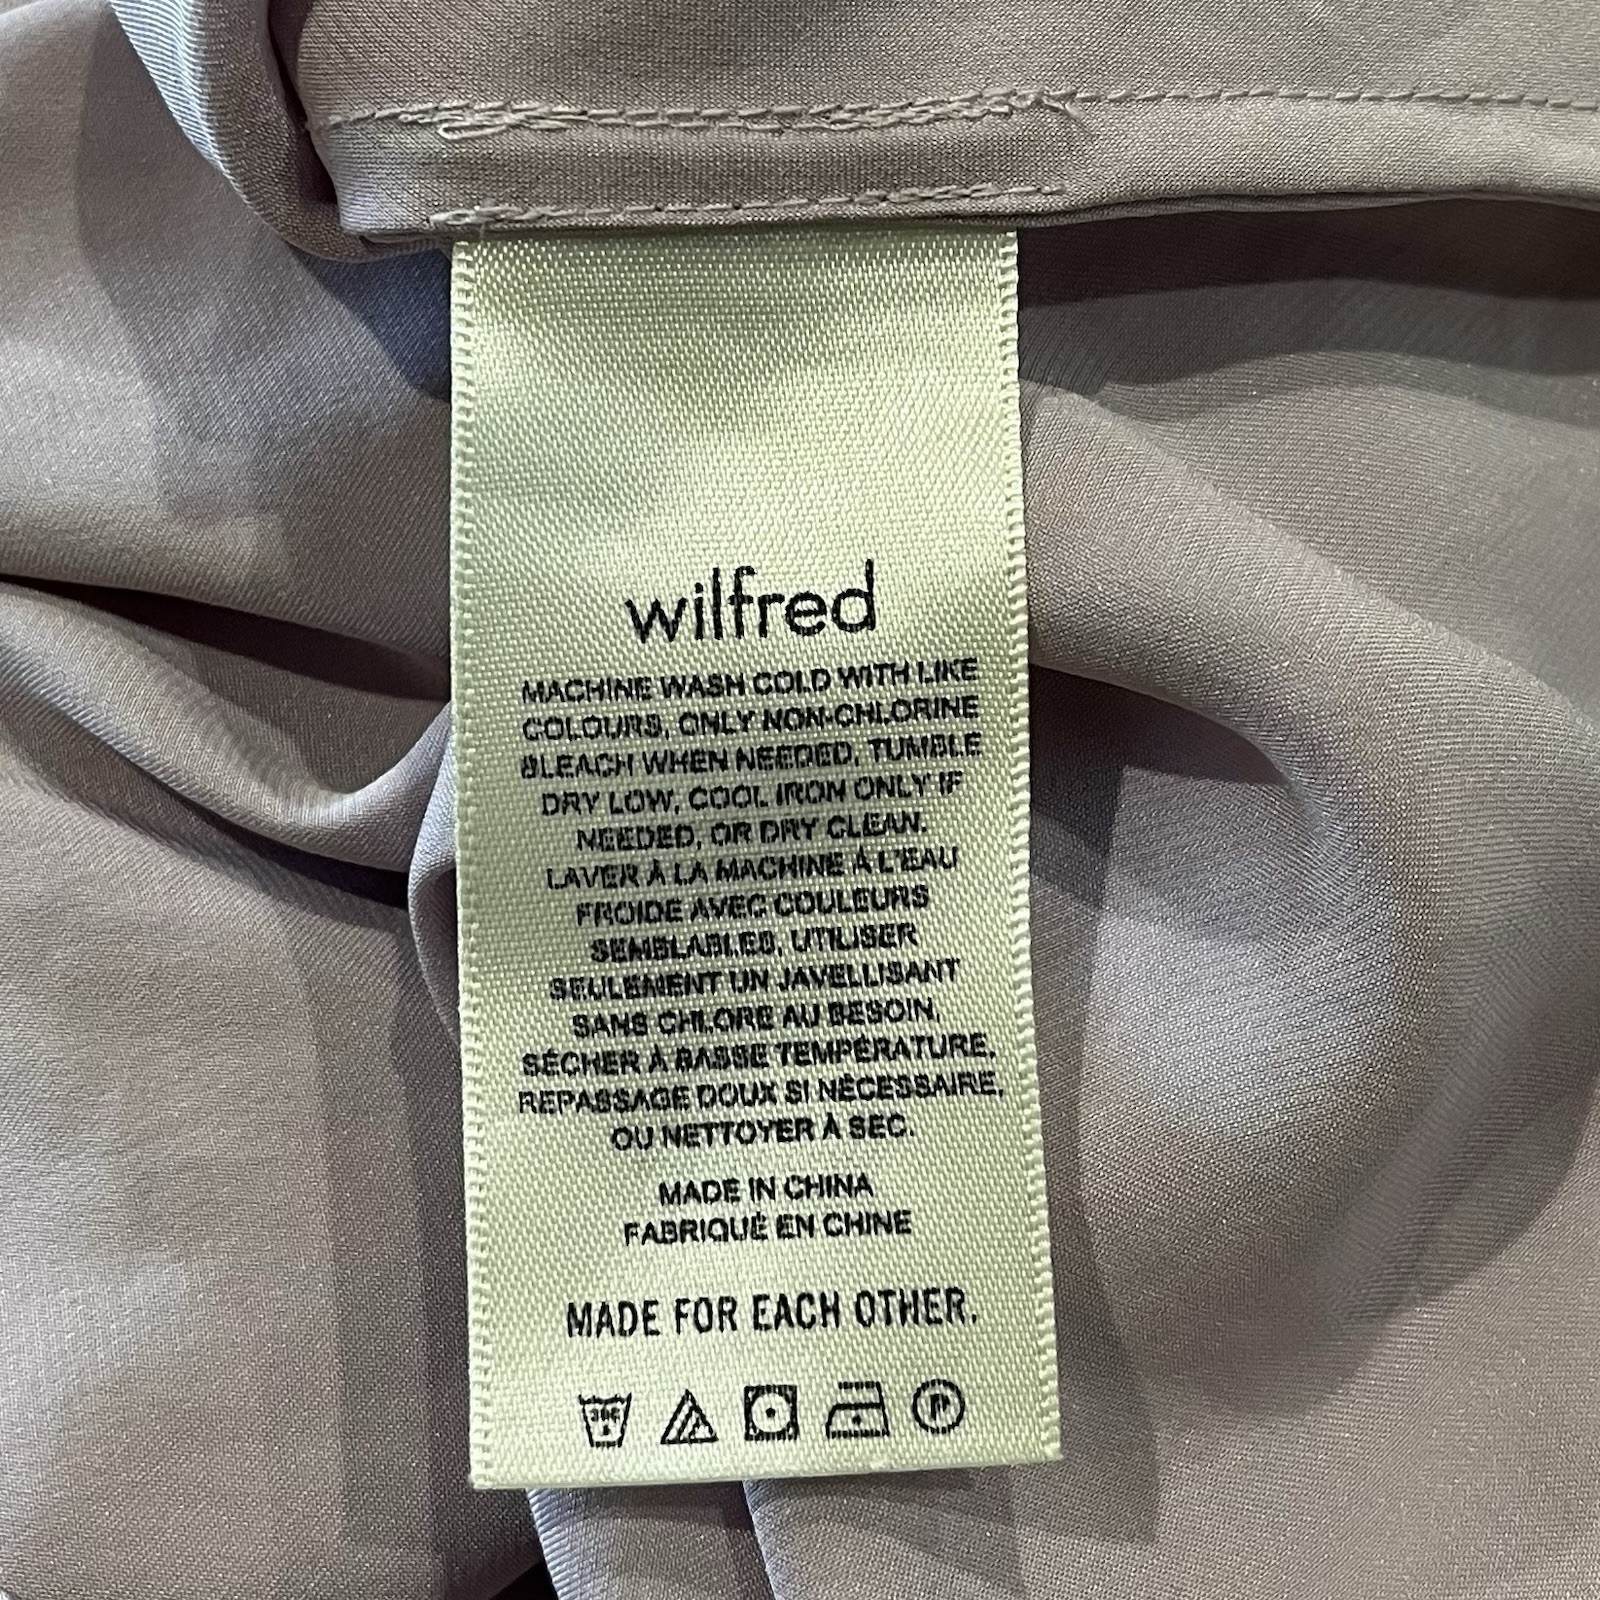 wilfred
MACHINE WASH COLD WITH LIKE
COLOURS, ONLY NON-CHLORINE
BLEACH WHEN NEEDED, TUMBLE
DRY LOW, COOL IRON ONLY IF
NEEDED, OR DRY CLEAN.
LAVER À LA MACHINE À L'EAU
FROIDE AVEC COULEURS
SEMBLABLES, UTILISER
SEULEMENT UN JAVELLISANT
SANS CHLORE AU BESOIN,
SÉCHER À BASSE TEMPÉRATURE,
REPASSAGE DOUX SI NÉCESSAIRE,
OU NETTOYER À SEC.
MADE IN CHINA
FABRIQUÉ EN CHINE
MADE FOR EACH OTHER.
30C P